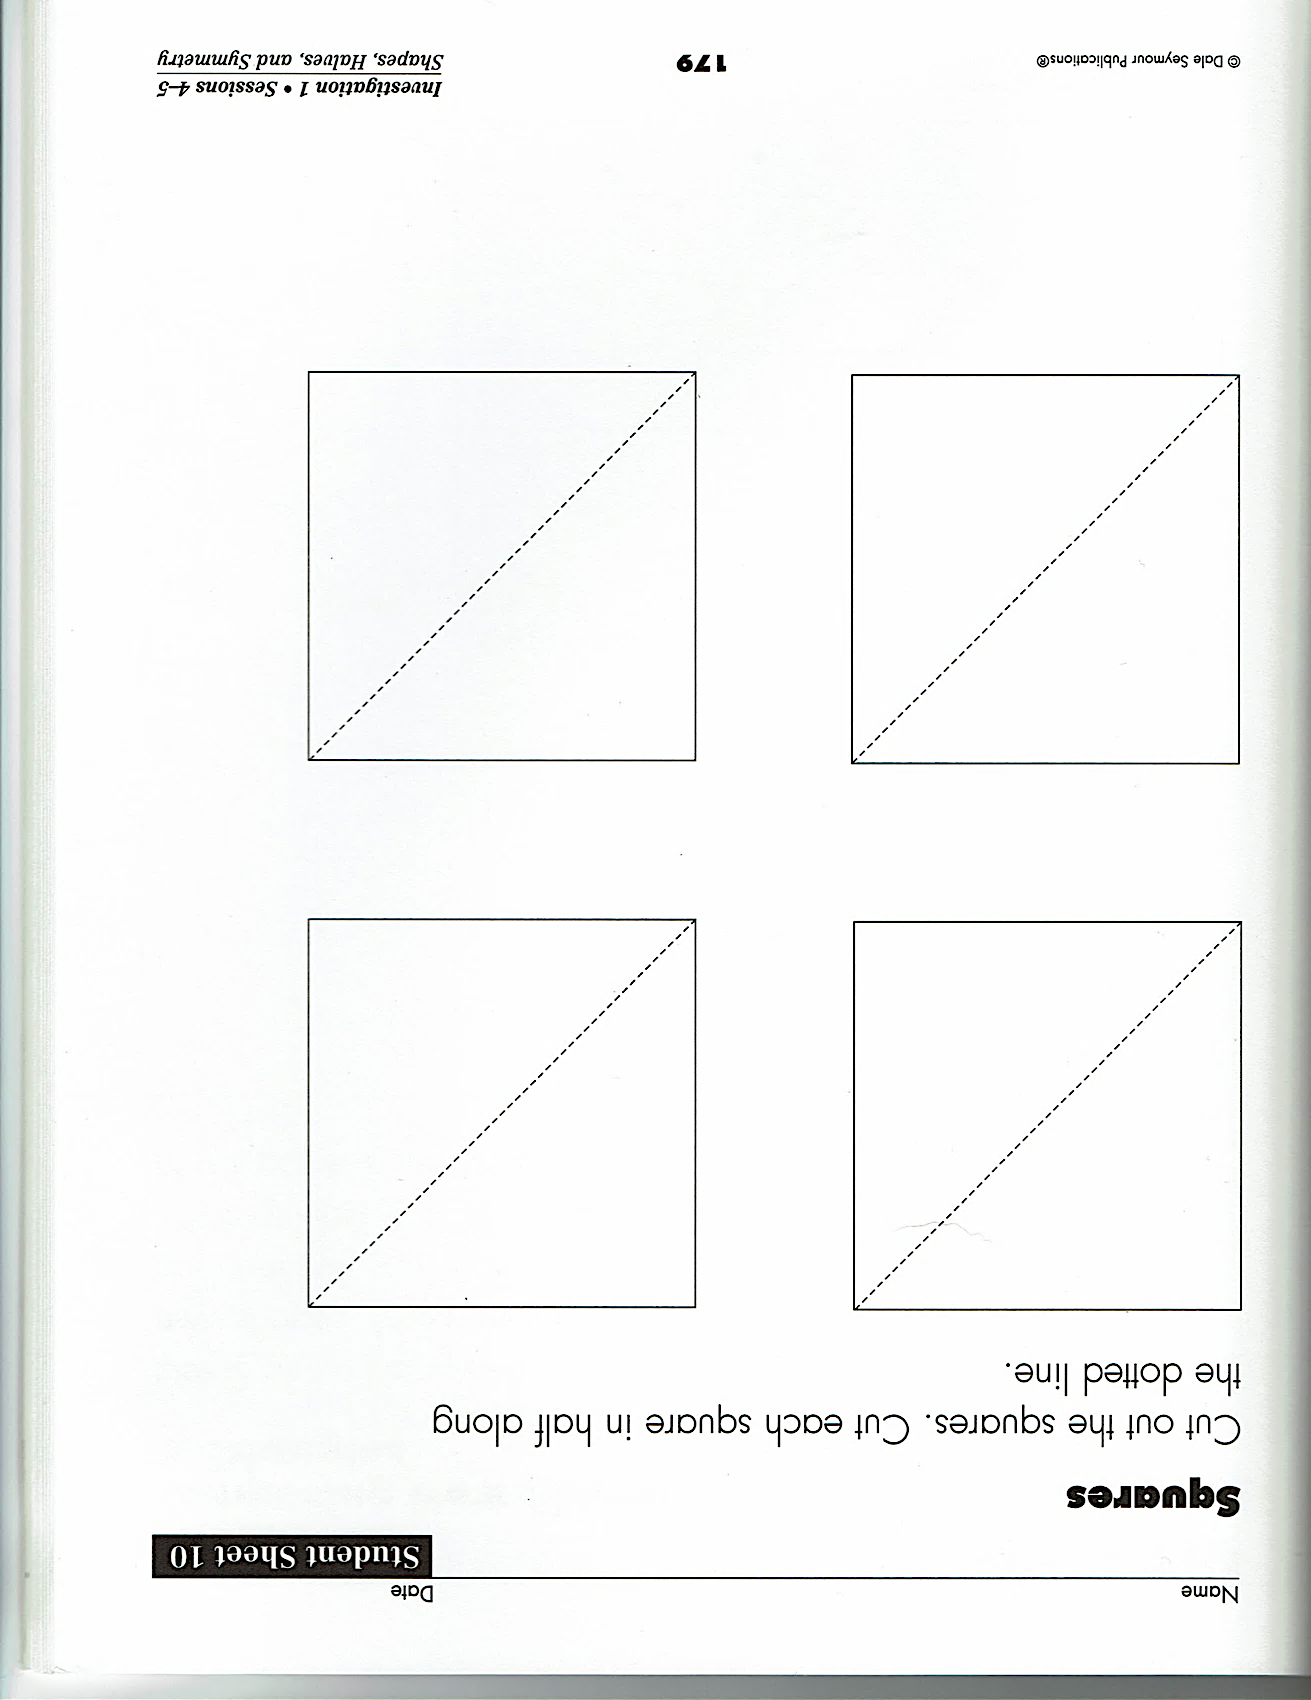 Name
Date
Student Sheet 10
Squares
Cut out the squares. Cut each square in half along
the dotted line.
© Dale Seymour Publications®
179
Investigation 1 • Sessions 4–5
Shapes, Halves, and Symmetry